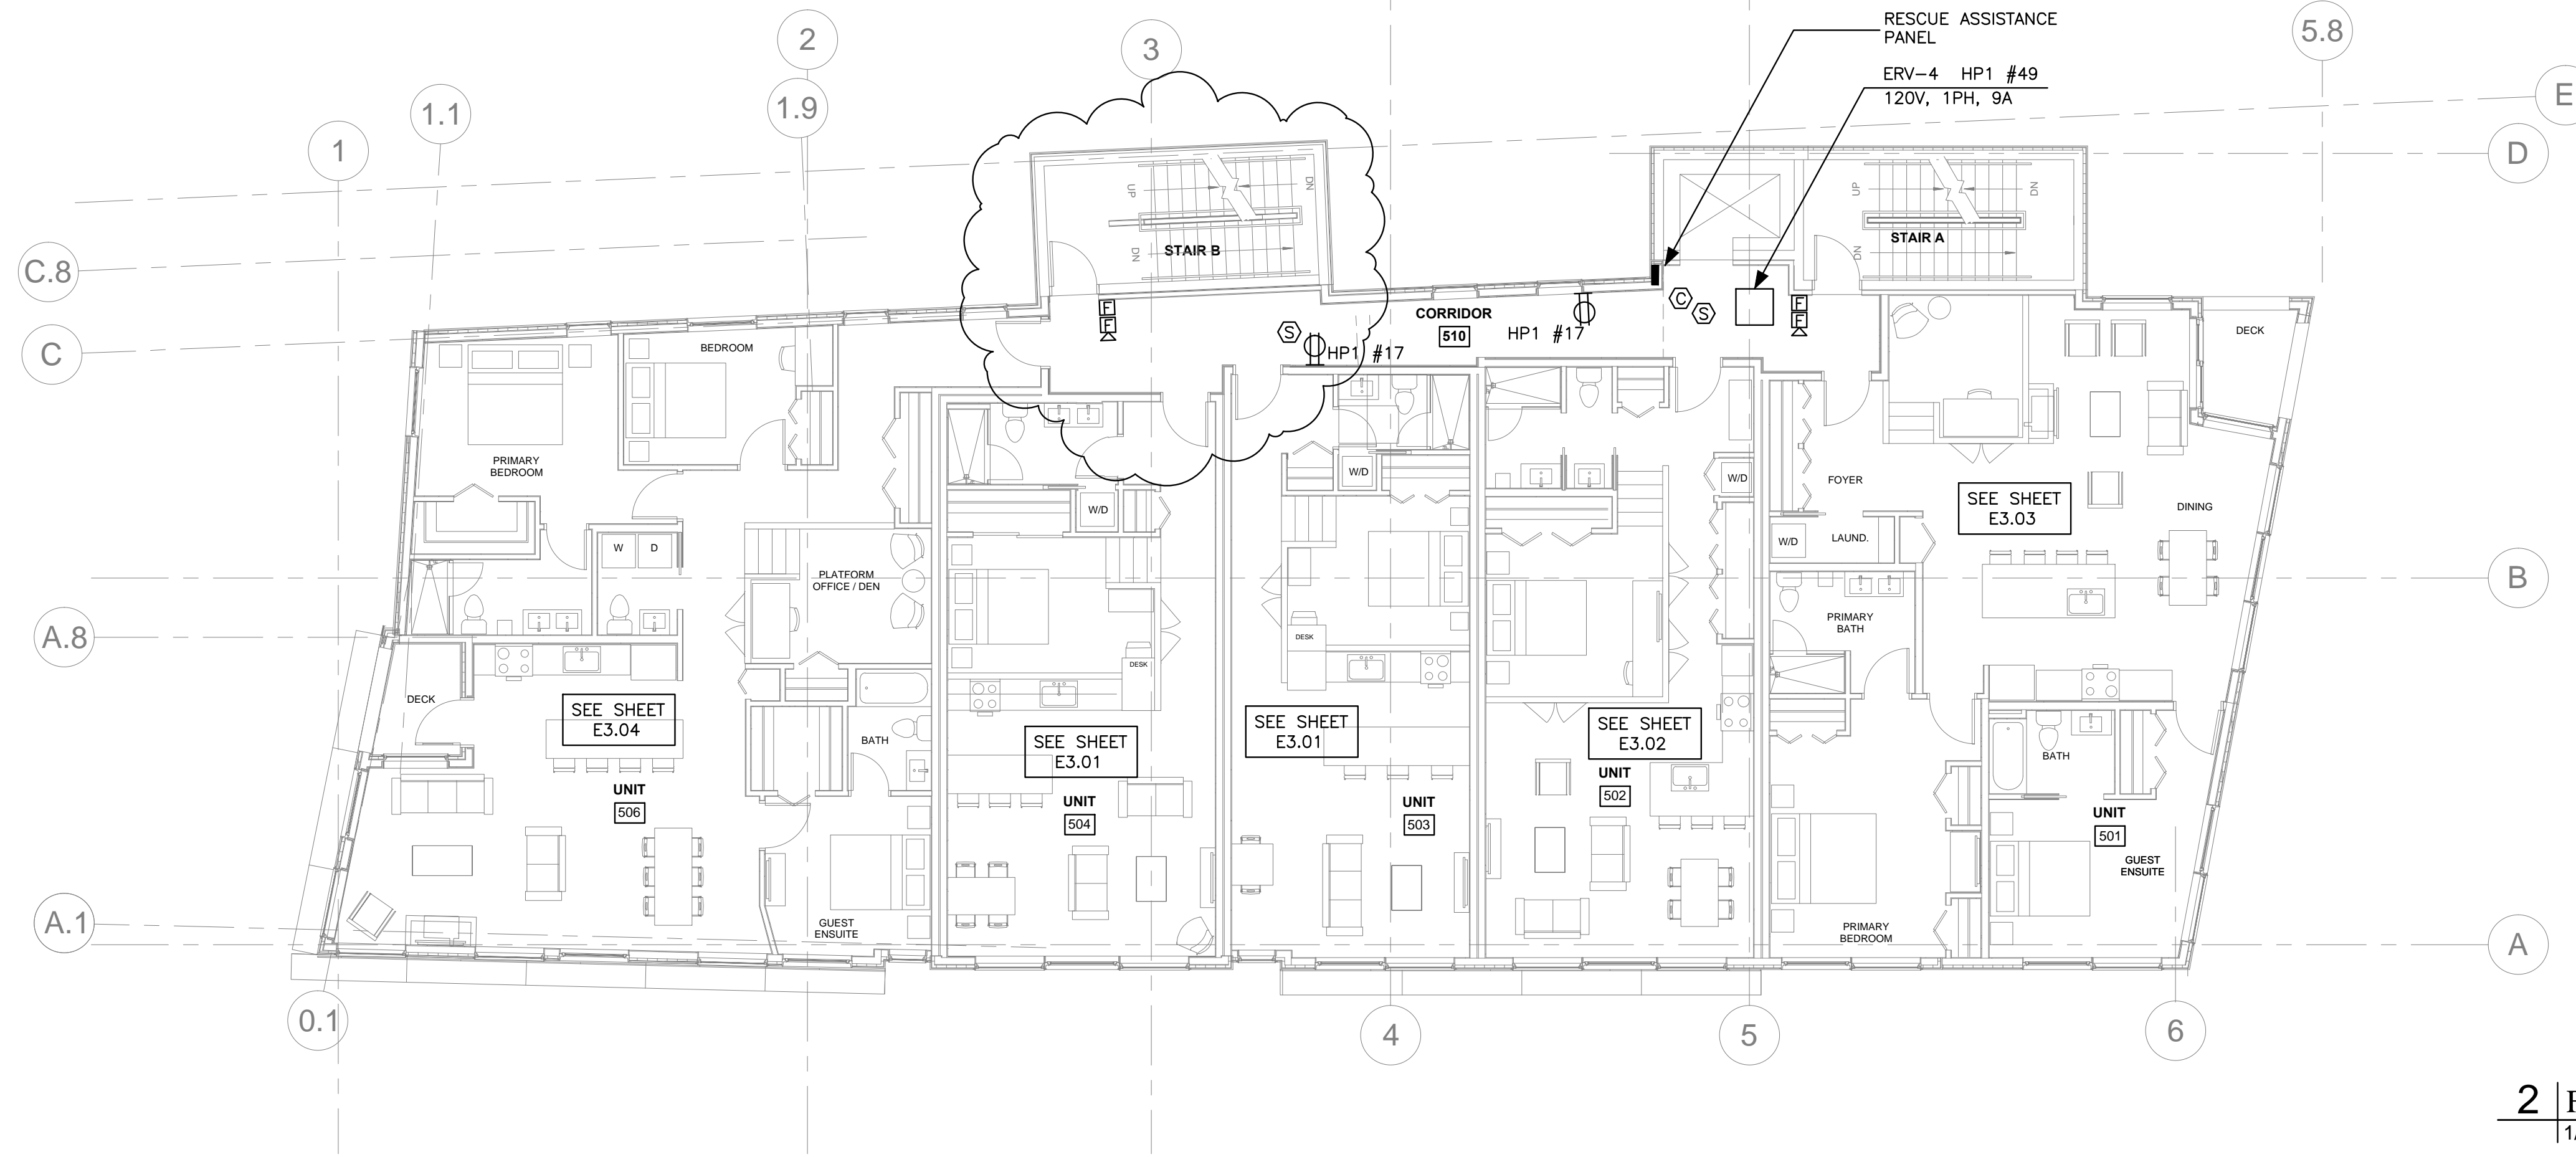 RESCUE ASSISTANCE
PANEL
ERV-4 HP1 #49
120V, 1PH, 9A
1
1.1
2
1.9
3
5.8
E
D
C.8
C
UP
DN
DN
STAIR B
UP
DN
DN
STAIR A
F
F
S
HP1 #17
CORRIDOR
510
HP1 #17
C
S
F
F
DECK
BEDROOM
PRIMARY
BEDROOM
W/D
W/D
W/D
FOYER
SEE SHEET
E3.03
DINING
W
D
W/D
LAUND.
PLATFORM
OFFICE / DEN
B
A.8
PRIMARY
BATH
DESK
DESK
DECK
SEE SHEET
E3.04
BATH
SEE SHEET
E3.01
SEE SHEET
E3.01
SEE SHEET
E3.02
BATH
UNIT
506
UNIT
504
UNIT
503
UNIT
502
UNIT
501
GUEST
ENSUITE
A.1
GUEST
ENSUITE
PRIMARY
BEDROOM
A
0.1
4
5
6
2